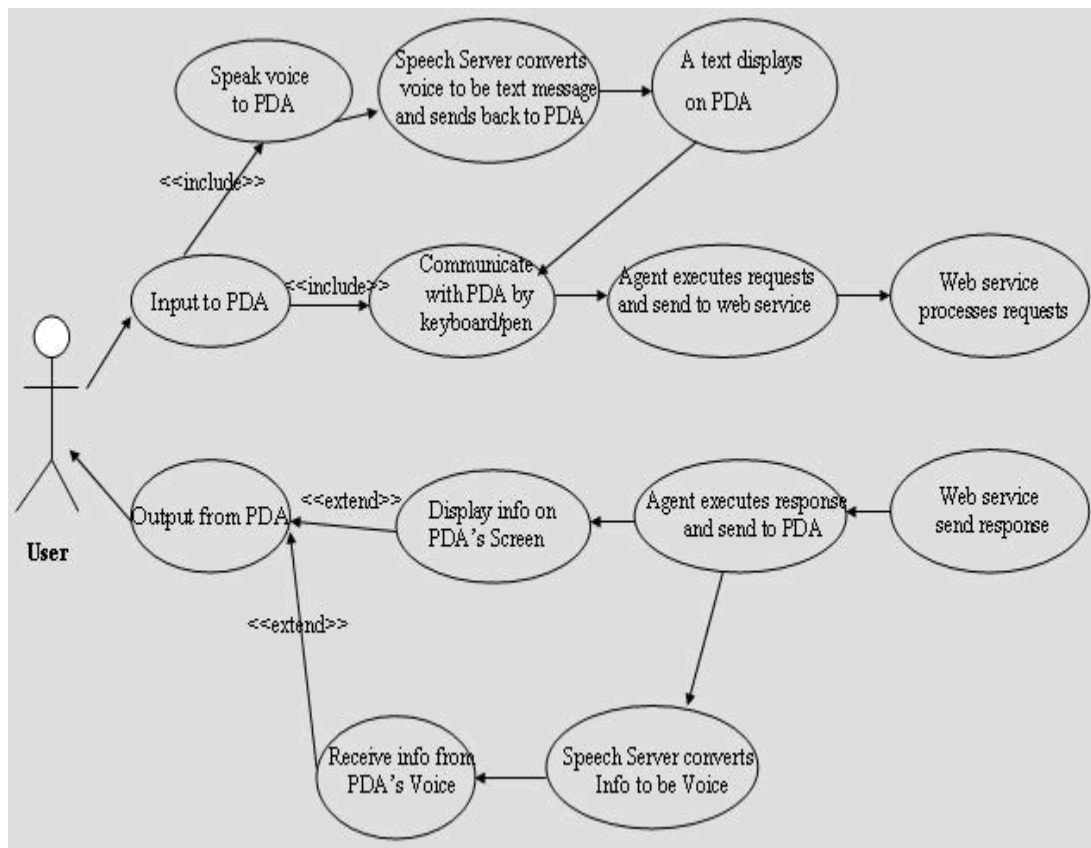 Speak voice
to PDA
Speech Server converts
voice to be text message
and sends back to PDA
A text displays
on PDA
<<include>>
Input to PDA
<<include>>
Communicate
with PDA by
keyboard/pen
Agent executes requests
and send to web service
Web service
processes requests
User
Output from PDA
<<extend>>
Display info on
PDA's Screen
Agent executes response
and send to PDA
Web service
send response
<<extend>>
Receive info from
PDA's Voice
Speech Server converts
Info to be Voice